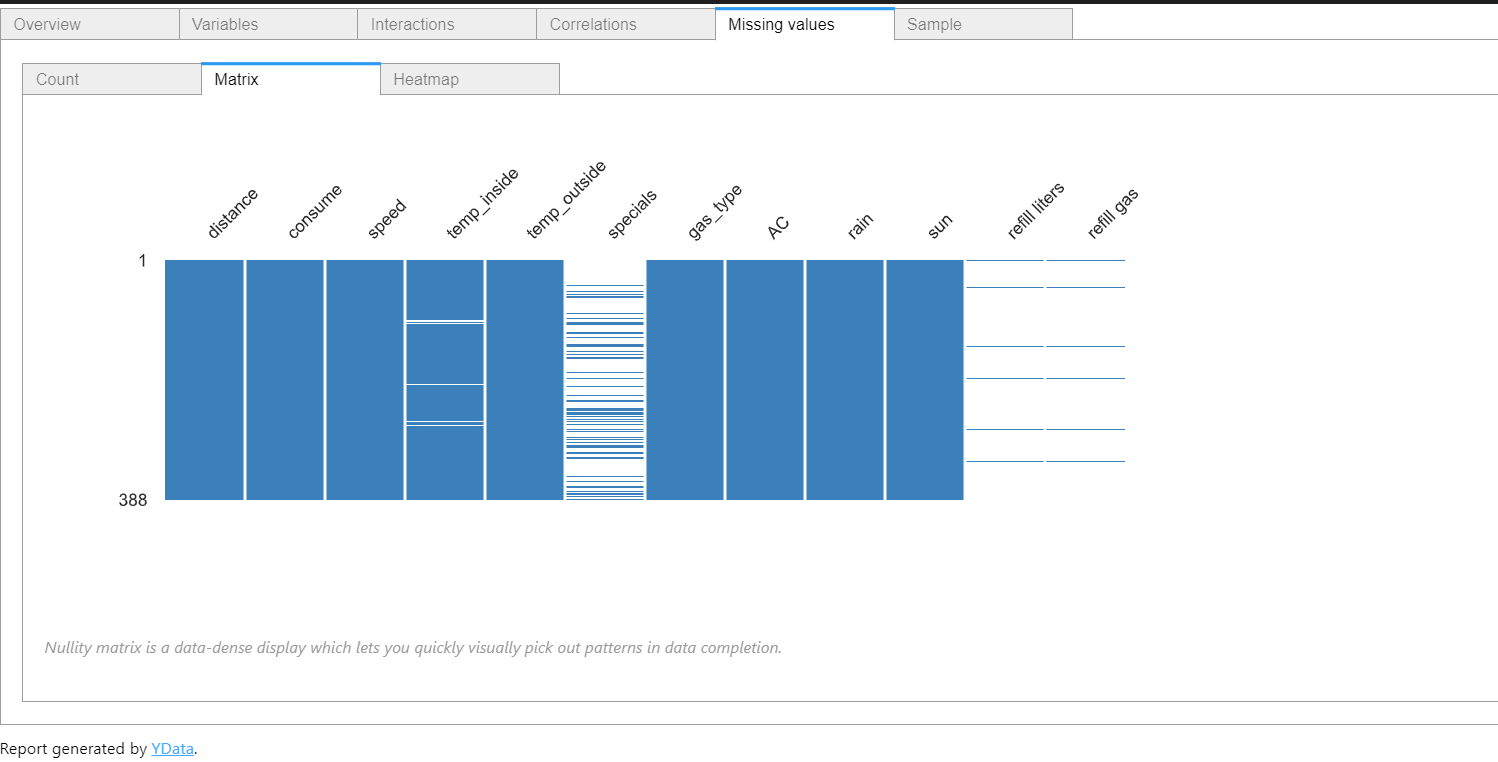 Overview Variables Interactions Correlations Missing values Sample
Count Matrix Heatmap
distance consume speed temp_inside temp_outside specials gas_type AC rain sun refill liters refill gas
1
388
Nullity matrix is a data-dense display which lets you quickly visually pick out patterns in data completion.
Report generated by YData.